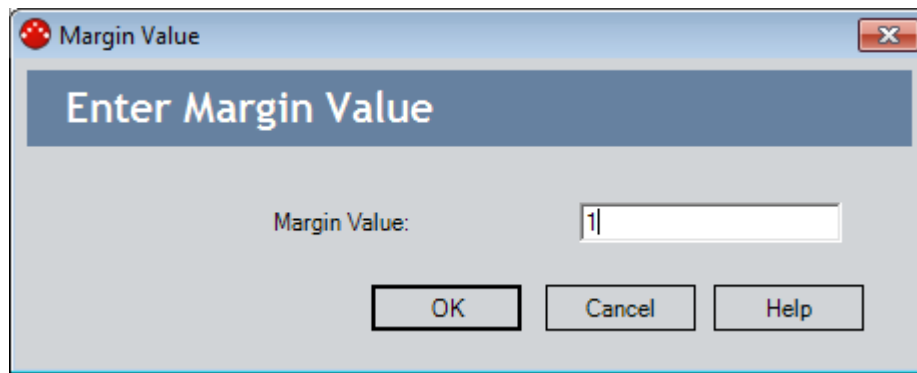 Margin Value
Enter Margin Value
Margin Value: 1
OK Cancel Help